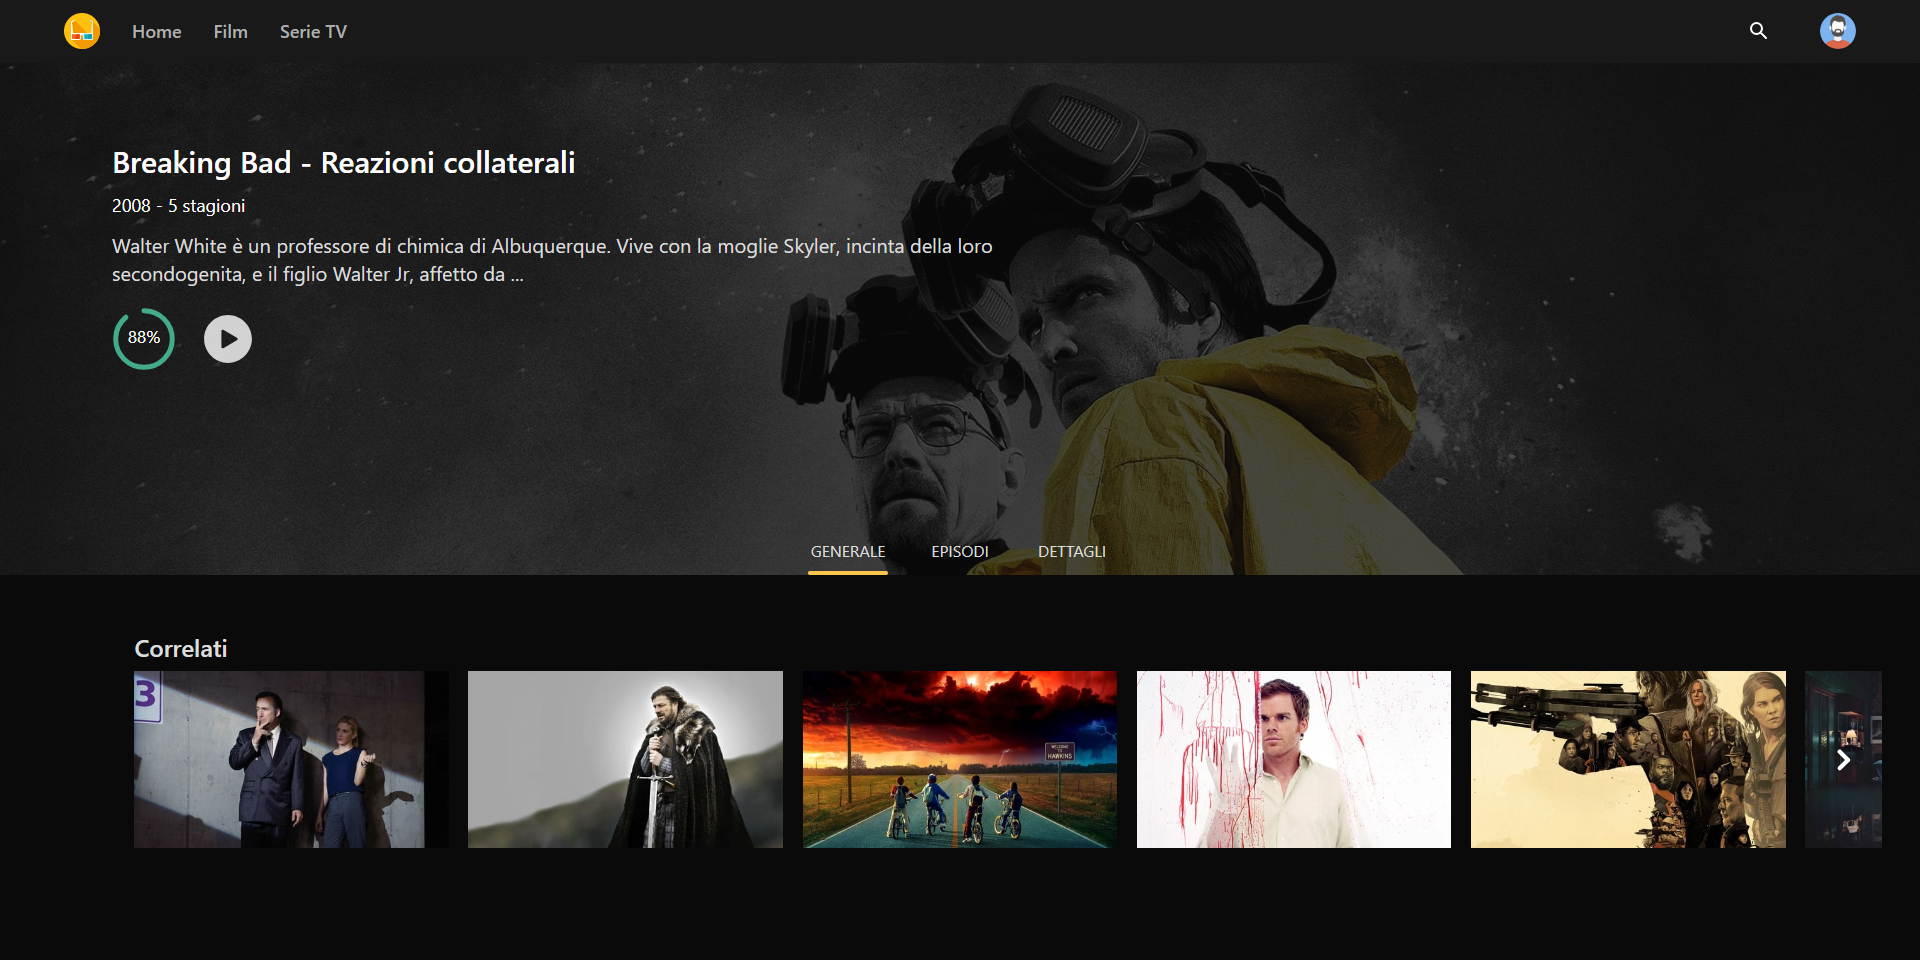 Home
Film
Serie TV
Breaking Bad - Reazioni collaterali
2008 - 5 stagioni
Walter White è un professore di chimica di Albuquerque. Vive con la moglie Skyler, incinta della loro
secondogenita, e il figlio Walter Jr, affetto da ...
88%
GENERALE
EPISODI
DETTAGLI
Correlati
3
WELCOME
TO
HAWKINS